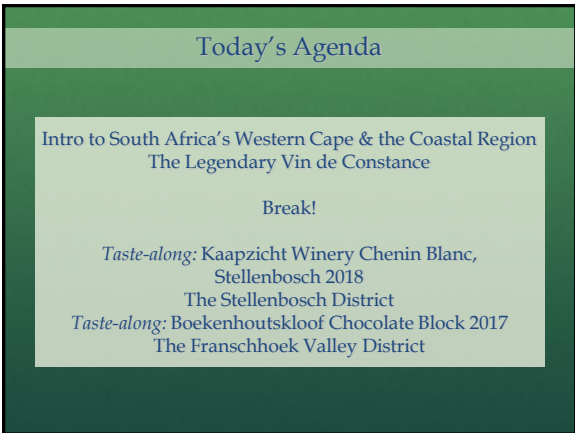 Today's Agenda
Intro to South Africa's Western Cape & the Coastal Region
The Legendary Vin de Constance
Break!
Taste-along: Kaapzicht Winery Chenin Blanc,
Stellenbosch 2018
The Stellenbosch District
Taste-along: Boekenhoutskloof Chocolate Block 2017
The Franschhoek Valley District